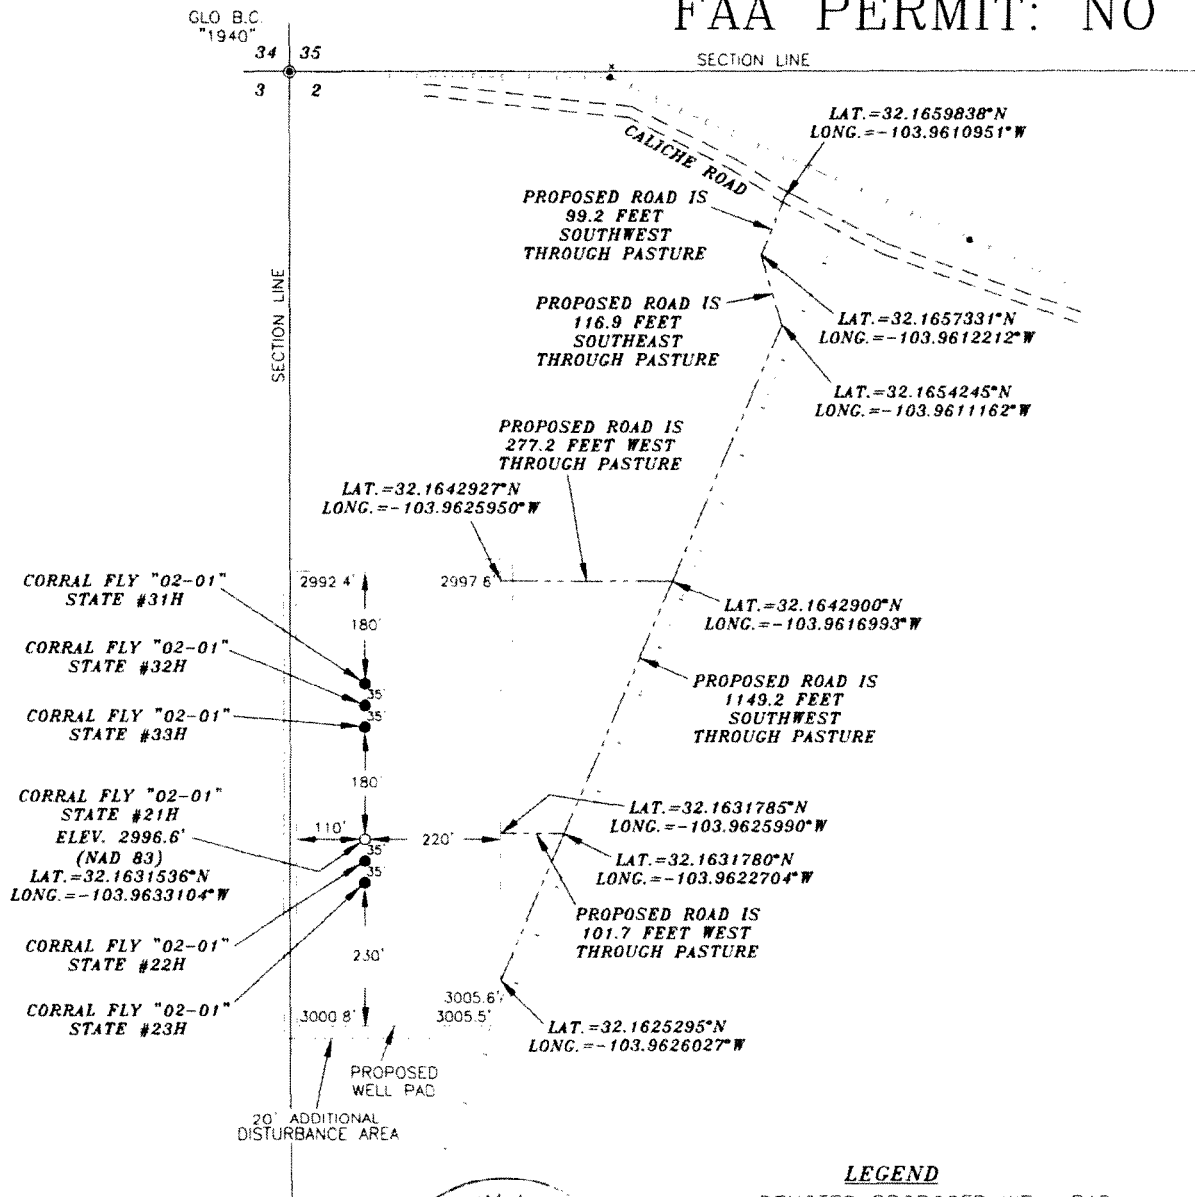 FAA PERMIT: NO
GLO B.C.
"1940"
34 35
3 2
SECTION LINE
LAT.=32.1659838°N
LONG.=-103.9610951°W
CALICHE ROAD
PROPOSED ROAD IS
99.2 FEET
SOUTHWEST
THROUGH PASTURE
SECTION LINE
PROPOSED ROAD IS
116.9 FEET
SOUTHEAST
THROUGH PASTURE
LAT.=32.1657331°N
LONG.=-103.9612212°W
LAT.=32.1654245°N
LONG.=-103.9611162°W
PROPOSED ROAD IS
277.2 FEET WEST
THROUGH PASTURE
LAT.=32.1642927°N
LONG.=-103.9625950°W
CORRAL FLY "02-01"
STATE #31H
2992.4'
2997.6'
180'
LAT.=32.1642900°N
LONG.=-103.9616993°W
CORRAL FLY "02-01"
STATE #32H
35'
35'
CORRAL FLY "02-01"
STATE #33H
PROPOSED ROAD IS
1149.2 FEET
SOUTHWEST
THROUGH PASTURE
180'
CORRAL FLY "02-01"
STATE #21H
ELEV. 2996.6'
(NAD 83)
LAT.=32.1631536°N
LONG.=-103.9633104°W
110'
220'
35'
35'
LAT.=32.1631785°N
LONG.=-103.9625990°W
LAT.=32.1631780°N
LONG.=-103.9622704°W
PROPOSED ROAD IS
101.7 FEET WEST
THROUGH PASTURE
CORRAL FLY "02-01"
STATE #22H
230'
CORRAL FLY "02-01"
STATE #23H
3000.8'
3005.6'
3005.5'
LAT.=32.1625295°N
LONG.=-103.9626027°W
PROPOSED
WELL PAD
20' ADDITIONAL
DISTURBANCE AREA
LEGEND